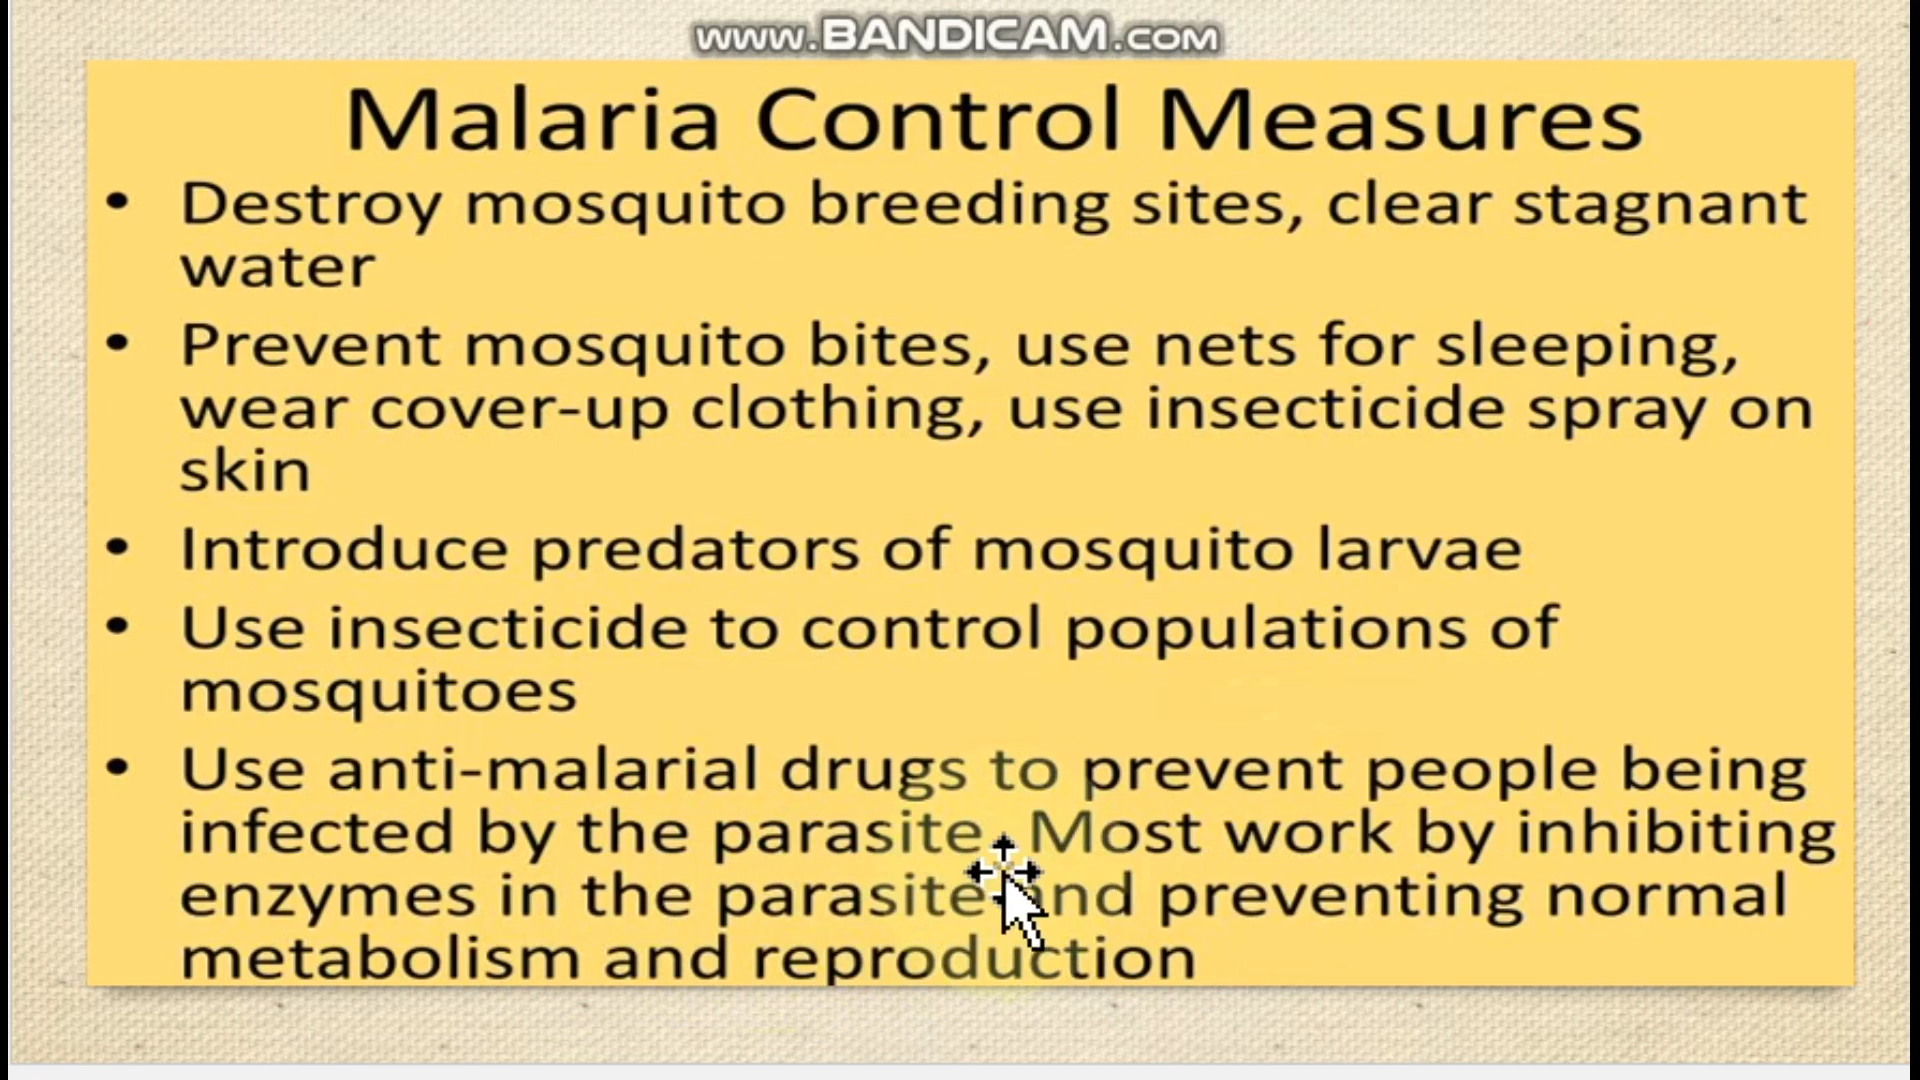 www.BANDICAM.com
Malaria Control Measures
• Destroy mosquito breeding sites, clear stagnant
water
• Prevent mosquito bites, use nets for sleeping,
wear cover-up clothing, use insecticide spray on
skin
• Introduce predators of mosquito larvae
• Use insecticide to control populations of
mosquitoes
• Use anti-malarial drugs to prevent people being
infected by the parasite. Most work by inhibiting
enzymes in the parasite and preventing normal
metabolism and reproduction